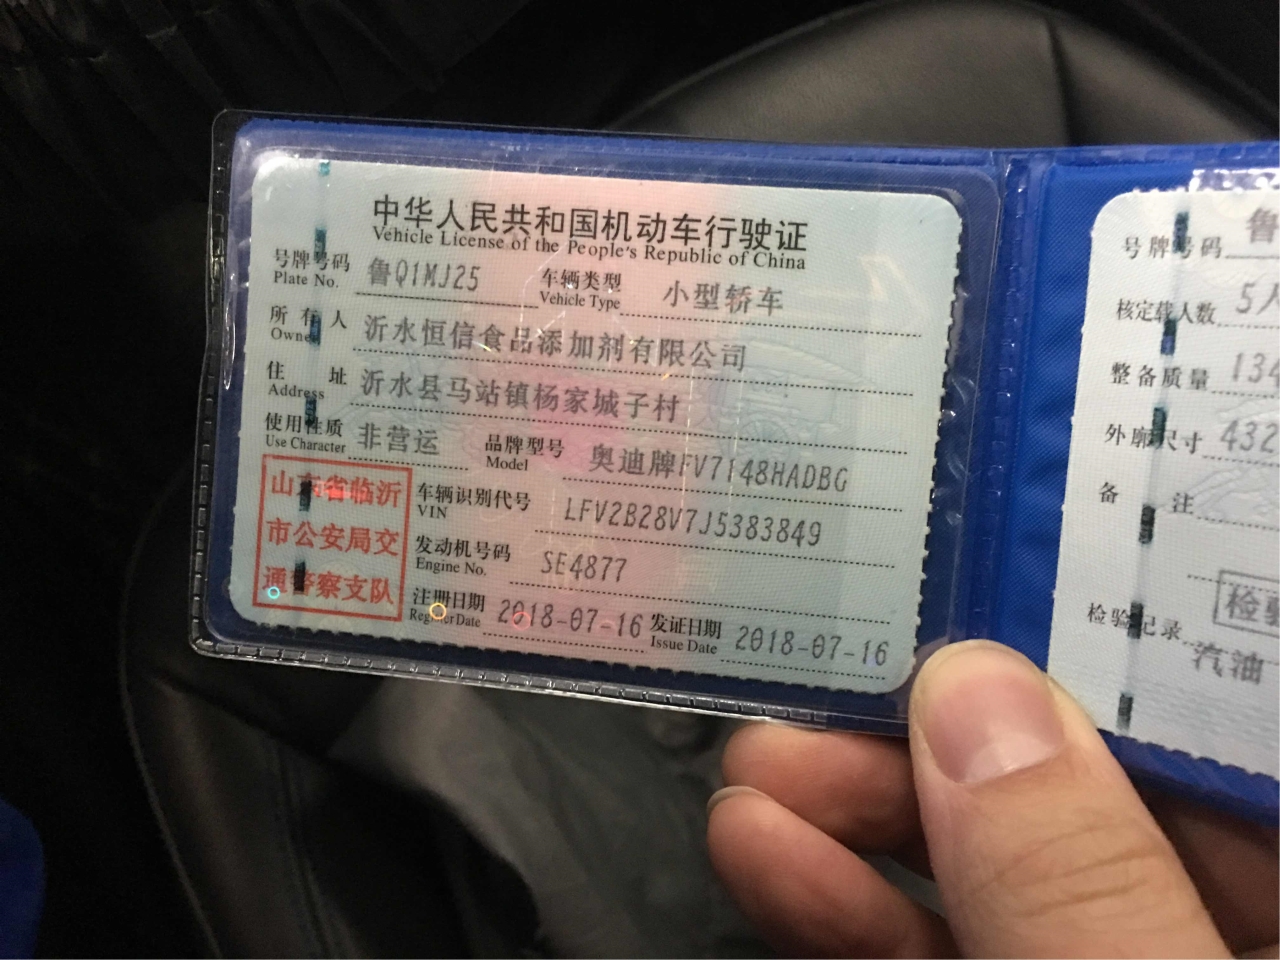 中华人民共和国机动车行驶证
Vehicle License of the People's Republic of China
号牌号码 鲁Q1MJ25 车辆类型 小型轿车
Plate No. Vehicle Type
所有人 沂水恒信食品添加剂有限公司
Owner
住址 沂水县马站镇杨家城子村
Address
使用性质 非营运 品牌型号 奥迪牌FV7148HADBG
Use Character Model
山东省临沂
市公安局交
通警察支队
车辆识别代号 LFV2B28V7J5383849
VIN
发动机号码 SE4877
Engine No.
注册日期 2018-07-16 发证日期 2018-07-16
Register Date Issue Date
号牌号码 鲁
核定载人数 5人
整备质量 134
外廓尺寸 432
备注
检验记录 检验
汽油